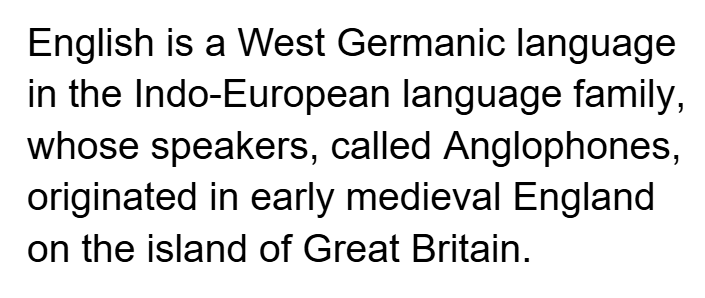 English is a West Germanic language
in the Indo-European language family,
whose speakers, called Anglophones,
originated in early medieval England
on the island of Great Britain.